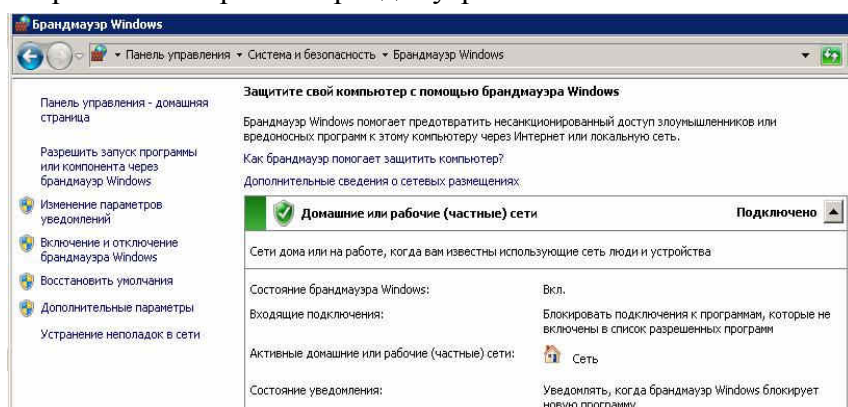 Брандмауэр Windows
Панель управления
Система и безопасность
Брандмауэр Windows
Панель управления - домашняя
страница
Разрешить запуск программы
или компонента через
брандмауэр Windows
Изменение параметров
уведомлений
Включение и отключение
брандмауэра Windows
Восстановить умолчания
Дополнительные параметры
Устранение неполадок в сети
Защитите свой компьютер с помощью брандмауэра Windows
Брандмауэр Windows помогает предотвратить несанкционированный доступ злоумышленников или
вредоносных программ к этому компьютеру через Интернет или локальную сеть.
Как брандмауэр помогает защитить компьютер?
Дополнительные сведения о сетевых размещениях
Домашние или рабочие (частные) сети
Подключено
Сети дома или на работе, когда вам известны использующие сеть люди и устройства
Состояние брандмауэра Windows:
Вкл.
Входящие подключения:
Блокировать подключения к программам, которые не
включены в список разрешенных программ
Активные домашние или рабочие (частные) сети:
Сеть
Состояние уведомления:
Уведомлять, когда брандмауэр Windows блокирует
новую программу